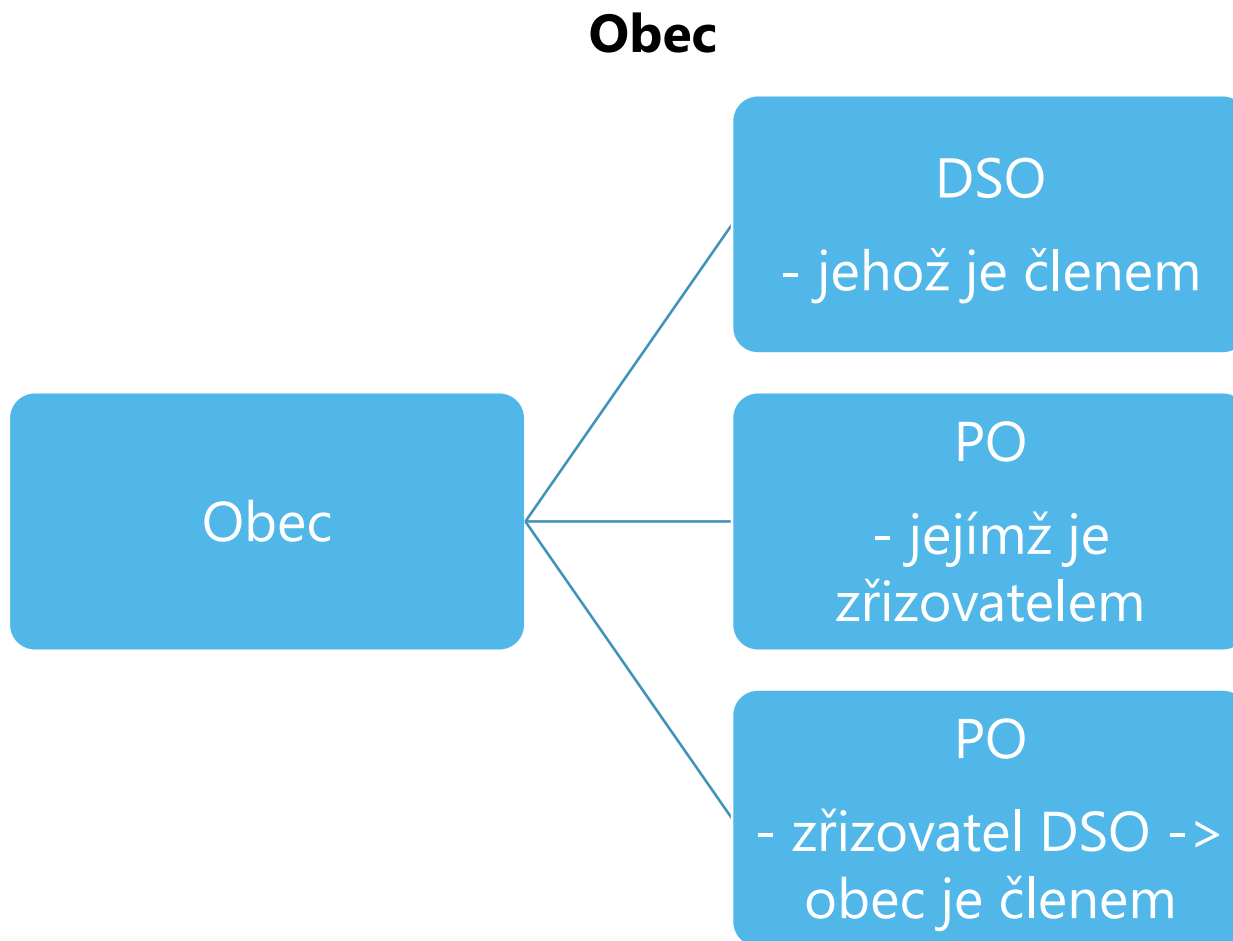 Obec
DSO
- jehož je členem
Obec
PO
- jejímž je
zřizovatelem
PO
- zřizovatel DSO ->
obec je členem